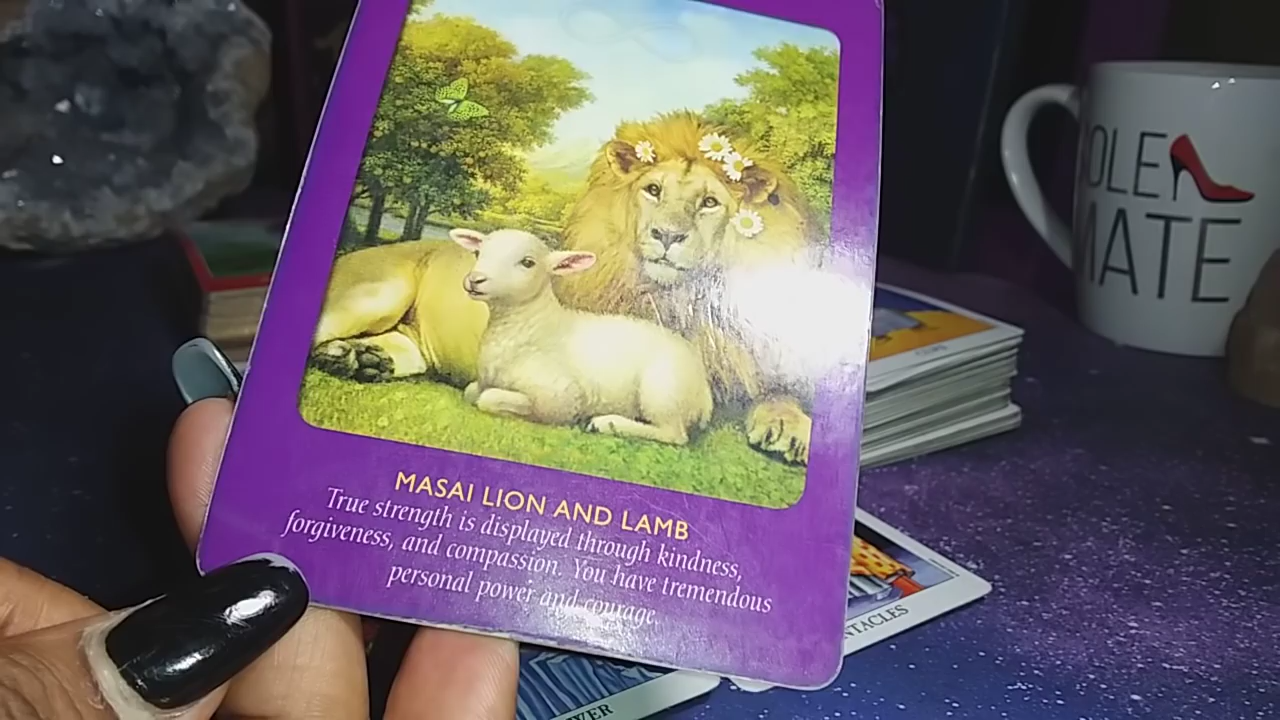 MASAI LION AND LAMB
True strength is displayed through kindness,
forgiveness, and compassion. You have tremendous
personal power and courage.
OLE
MATE
NTACLES